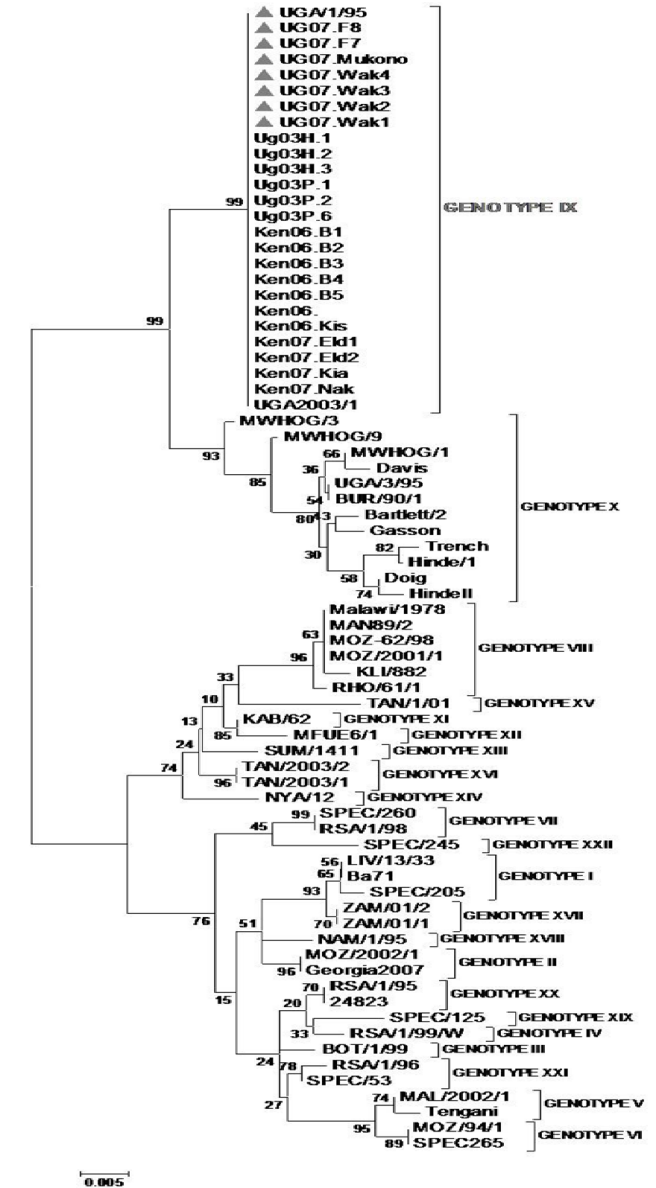 UGA/1/95
UG07.F8
UG07.F7
UG07.Mukono
UG07.Wak4
UG07.Wak3
UG07.Wak2
UG07.Wak1
Ug03H.1
Ug03H.2
Ug03H.3
Ug03P.1
Ug03P.2
Ug03P.6
99
GENOTYPE IX
Ken06.B1
Ken06.B2
Ken06.B3
Ken06.B4
Ken06.B5
Ken06.
99
Ken06.Kis
Ken07.Eld1
Ken07.Eld2
Ken07.Kia
Ken07.Nak
UGA2003/1
MWHOG/3
MWHOG/9
93
66
MWHOG/1
36
Davis
85
UGA/3/95
54
BUR/90/1
GENOTYPE X
80
43
Bartlett/2
Gasson
30
82
Trench
Hinde/1
58
Doig
74
HindeII
Malawi/1978
MAN89/2
63
MOZ-62/98
GENOTYPE VIII
96
MOZ/2001/1
KLI/882
33
RHO/61/1
10
TAN/1/01
GENOTYPE XV
13
KAB/62
GENOTYPE XI
85
MFUE6/1
GENOTYPE XII
24
SUM/1411
GENOTYPE XIII
74
TAN/2003/2
GENOTYPE XVI
96
TAN/2003/1
NYA/12
GENOTYPE XIV
99
SPEC/260
GENOTYPE VII
45
RSA/1/98
SPEC/245
GENOTYPE XXII
56
LIV/13/33
65
Ba71
GENOTYPE I
93
SPEC/205
ZAM/01/2
GENOTYPE XVII
76
51
70
ZAM/01/1
NAM/1/95
GENOTYPE XVIII
MOZ/2002/1
GENOTYPE II
96
Georgia2007
15
70
RSA/1/95
GENOTYPE XX
20
24823
SPEC/125
GENOTYPE XIX
33
RSA/1/99/W
GENOTYPE IV
BOT/1/99
GENOTYPE III
24
78
RSA/1/96
GENOTYPE XXI
SPEC/53
27
74
MAL/2002/1
GENOTYPE V
Tengani
95
MOZ/94/1
GENOTYPE VI
89
SPEC265
0.005